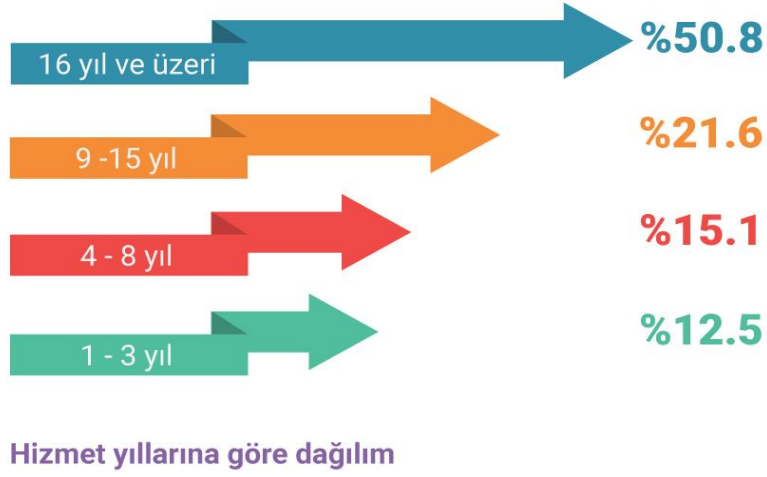 16 yıl ve üzeri %50.8
9 -15 yıl %21.6
4 - 8 yıl %15.1
1 - 3 yıl %12.5
Hizmet yıllarına göre dağılım